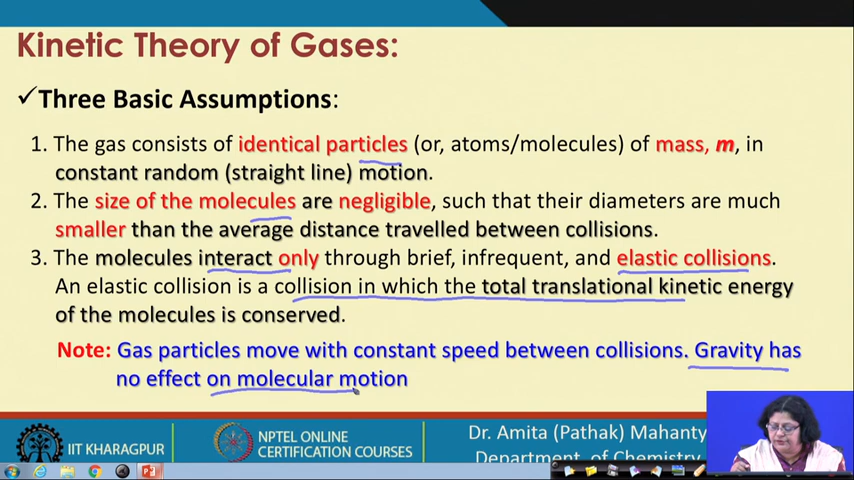 Kinetic Theory of Gases:
✓Three Basic Assumptions:
1. The gas consists of identical particles (or, atoms/molecules) of mass, m, in
constant random (straight line) motion.
2. The size of the molecules are negligible, such that their diameters are much
smaller than the average distance travelled between collisions.
3. The molecules interact only through brief, infrequent, and elastic collisions.
An elastic collision is a collision in which the total translational kinetic energy
of the molecules is conserved.
Note: Gas particles move with constant speed between collisions. Gravity has
no effect on molecular motion
IIT KHARAGPUR
NPTEL ONLINE
CERTIFICATION COURSES
Dr. Amita (Pathak) Mahanty
Department of Chemistry